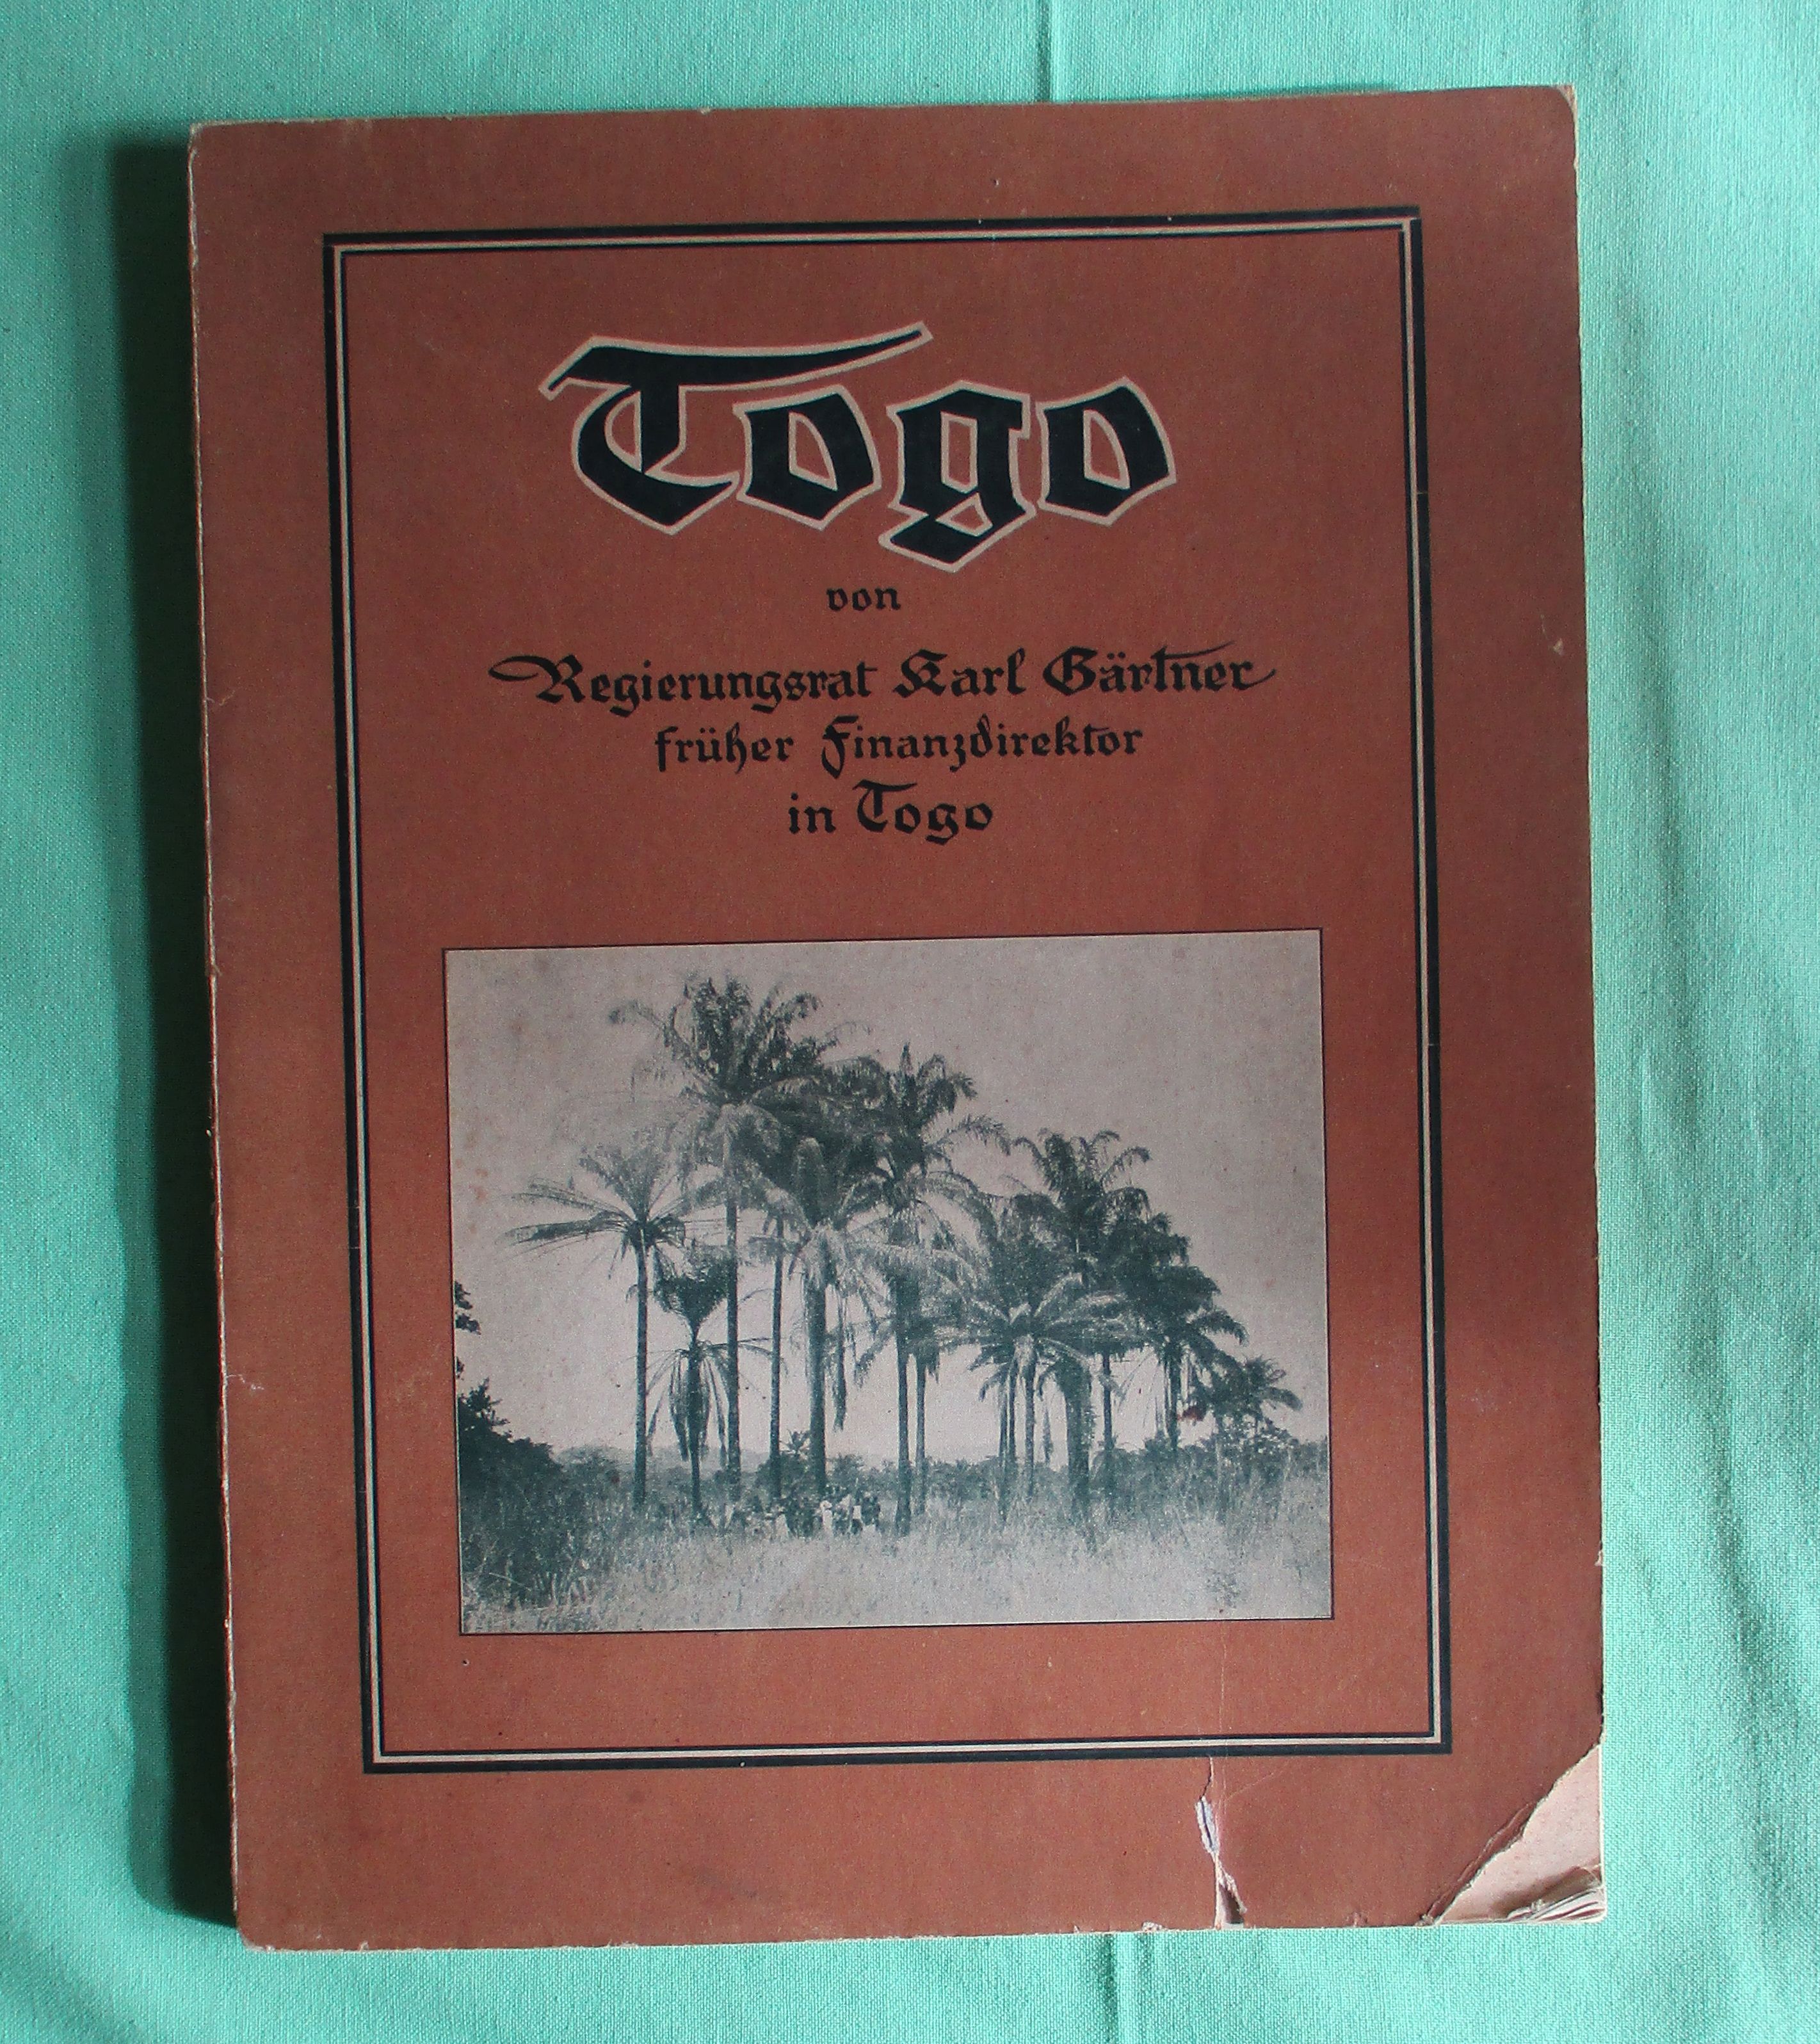 Togo
von
Regierungsrat Karl Gärtner
früher Finanzdirektor
in Togo